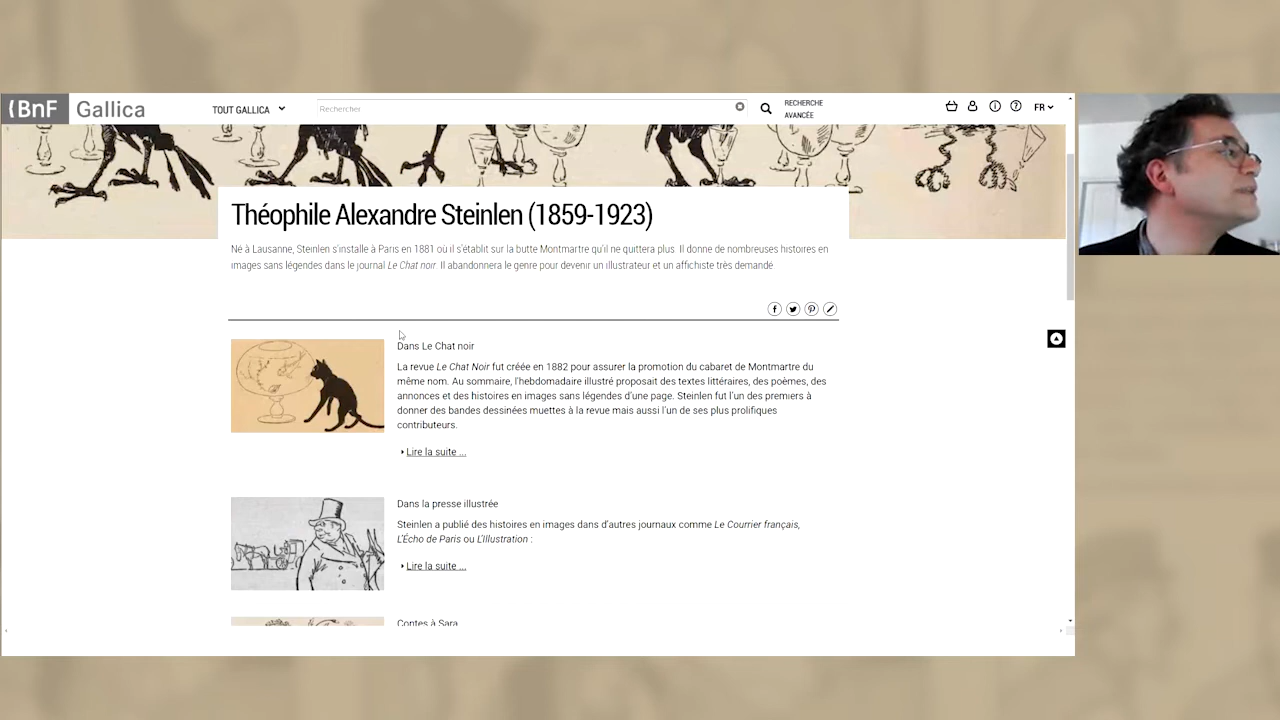 BnF Gallica
TOUT GALLICA
Rechercher
RECHERCHE
AVANCÉE
FR
Théophile Alexandre Steinlen (1859-1923)
Né à Lausanne, Steinlen s'installe à Paris en 1881 où il s'établit sur la butte Montmartre qu'il ne quittera plus. Il donne de nombreuses histoires en
images sans légendes dans le journal Le Chat noir. Il abandonnera le genre pour devenir un illustrateur et un affichiste très demandé
Dans Le Chat noir
La revue Le Chat Noir fut créée en 1882 pour assurer la promotion du cabaret de Montmartre du
même nom. Au sommaire, l'hebdomadaire illustré proposait des textes littéraires, des poèmes, des
annonces et des histoires en images sans légendes d'une page. Steinlen fut l'un des premiers à
donner des bandes dessinées muettes à la revue mais aussi l'un de ses plus prolifiques
contributeurs.
Lire la suite ...
Dans la presse illustrée
Steinlen a publié des histoires en images dans d'autres journaux comme Le Courrier français,
L'Écho de Paris ou L'Illustration :
Lire la suite ...
Contes à Sara